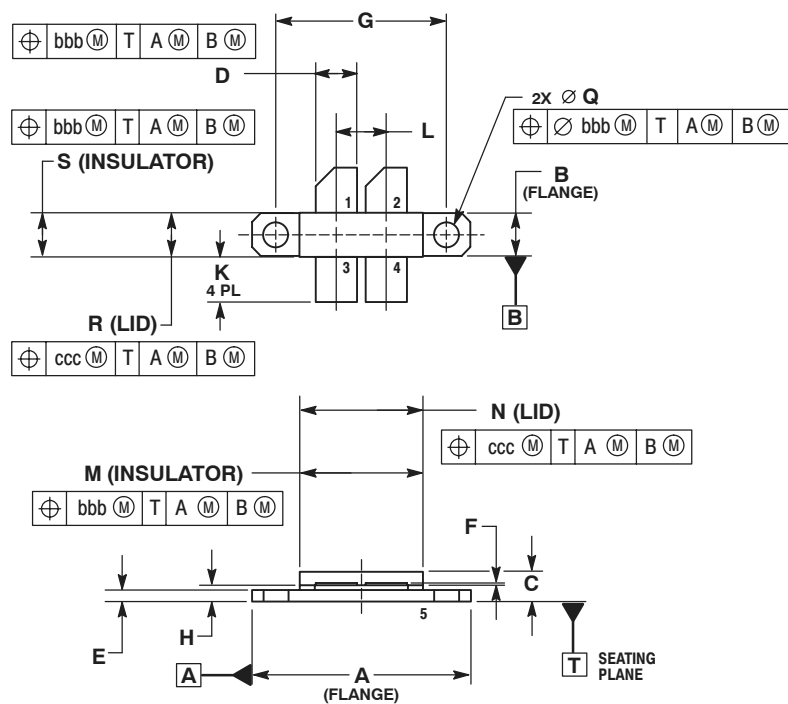 G
⌖ bbb Ⓜ T A Ⓜ B Ⓜ
D
2X ∅ Q
⌖ ∅ bbb Ⓜ T A Ⓜ B Ⓜ
⌖ bbb Ⓜ T A Ⓜ B Ⓜ
L
S (INSULATOR)
B
(FLANGE)
1 2
3 4
K
4 PL
B
R (LID)
⌖ ccc Ⓜ T A Ⓜ B Ⓜ
N (LID)
⌖ ccc Ⓜ T A Ⓜ B Ⓜ
M (INSULATOR)
⌖ bbb Ⓜ T A Ⓜ B Ⓜ
F
C
E
H
5
A
A
(FLANGE)
T
SEATING
PLANE